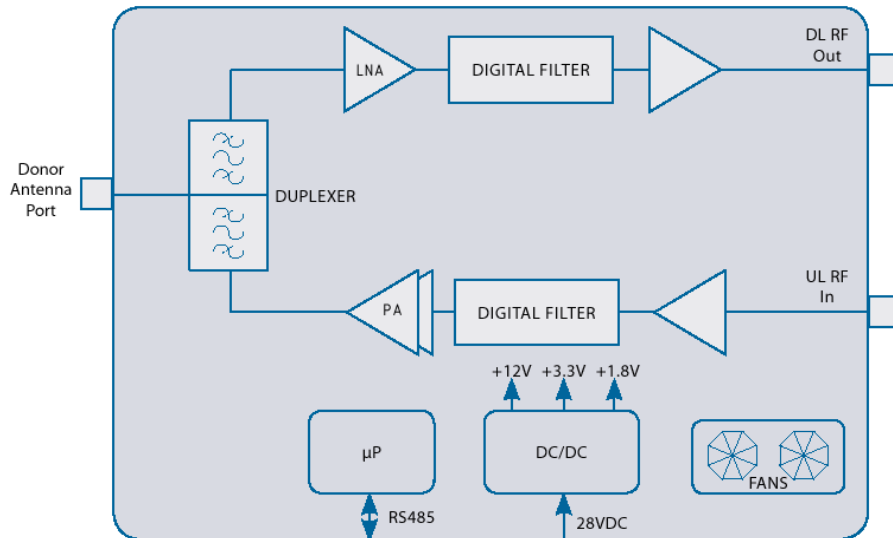 DL RF
Out
LNA
DIGITAL FILTER
Donor
Antenna
Port
DUPLEXER
UL RF
In
PA
DIGITAL FILTER
+12V +3.3V +1.8V
µP
DC/DC
FANS
RS485
28VDC